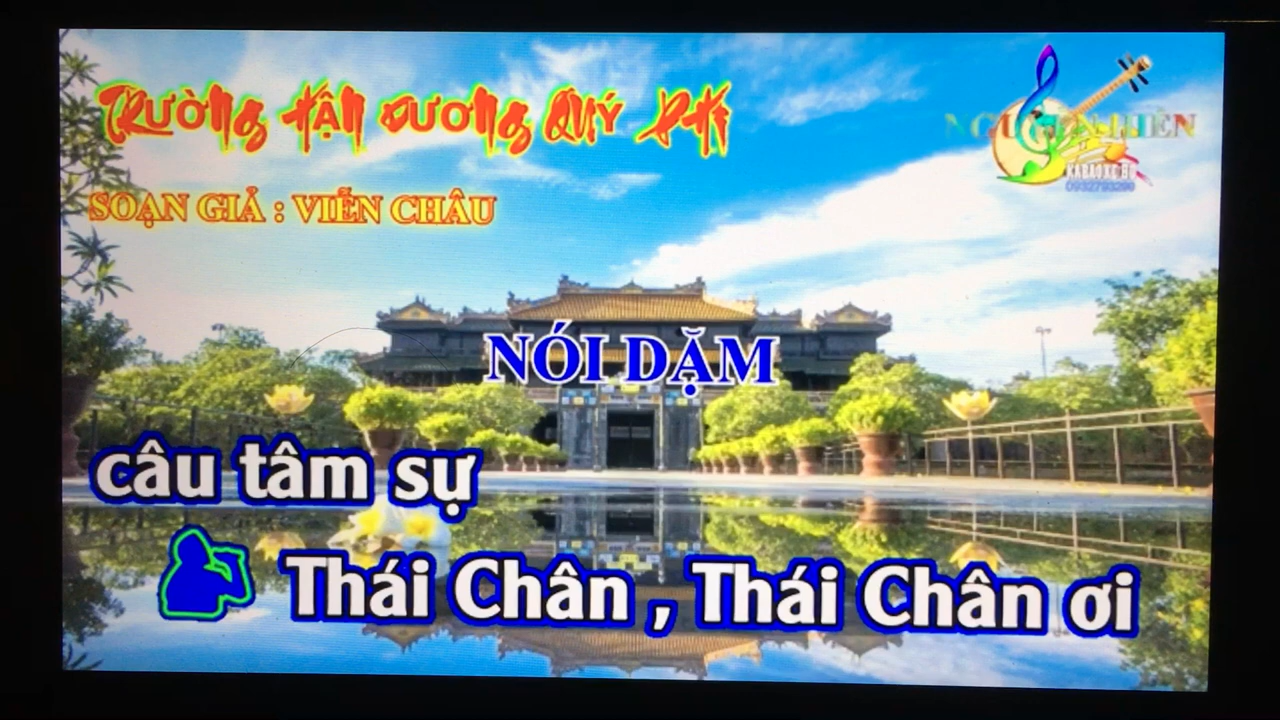 TRƯỜNG HẬN DƯƠNG QUÝ PHI
SOẠN GIẢ : VIỄN CHÂU
KARAOKE
NÓI DẶM
câu tâm sự
Thái Chân , Thái Chân ơi